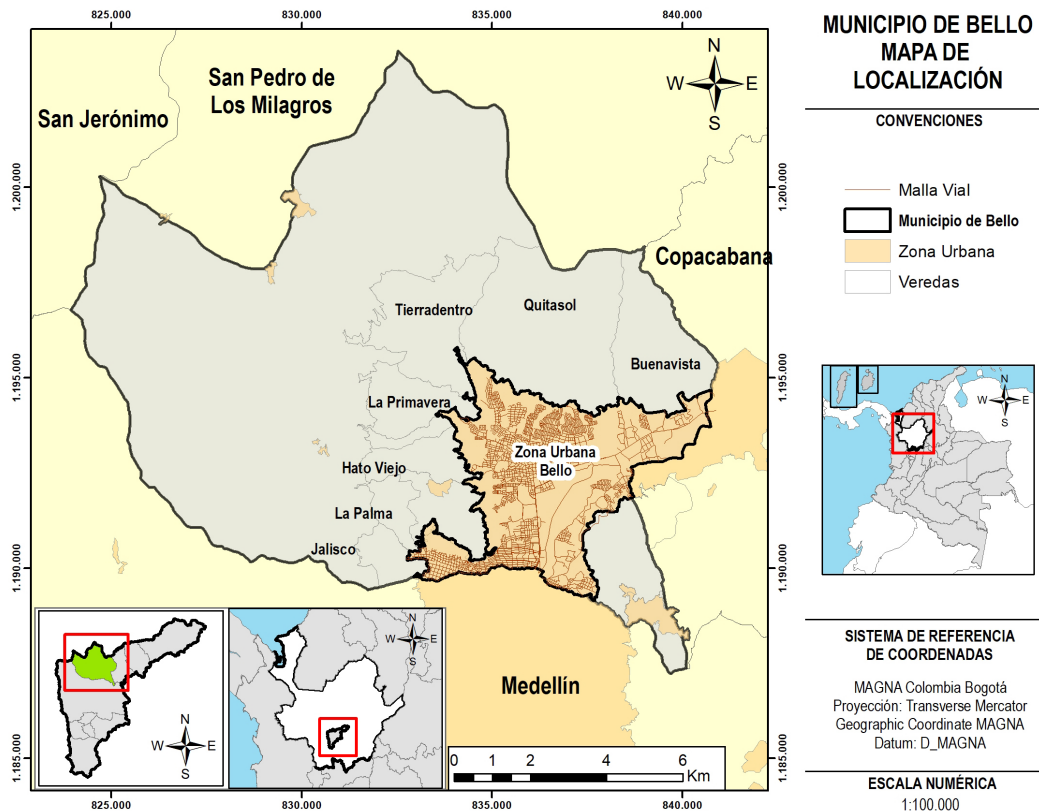 825.000
830.000
835.000
840.000
MUNICIPIO DE BELLO
MAPA DE
LOCALIZACIÓN
CONVENCIONES
Malla Vial
Municipio de Bello
Zona Urbana
Veredas
San Pedro de
Los Milagros
San Jerónimo
N
W
E
S
1.200.000
1.200.000
Copacabana
Tierradentro
Quitasol
Buenavista
1.195.000
1.195.000
La Primavera
Zona Urbana
Bello
Hato Viejo
La Palma
Jalisco
1.190.000
1.190.000
N
W
E
S
Medellín
N
W
E
S
N
W
E
S
0
1
2
4
6
Km
1.185.000
1.185.000
825.000
830.000
835.000
840.000
SISTEMA DE REFERENCIA
DE COORDENADAS
MAGNA Colombia Bogotá
Proyección: Transverse Mercator
Geographic Coordinate MAGNA
Datum: D_MAGNA
ESCALA NUMÉRICA
1:100.000